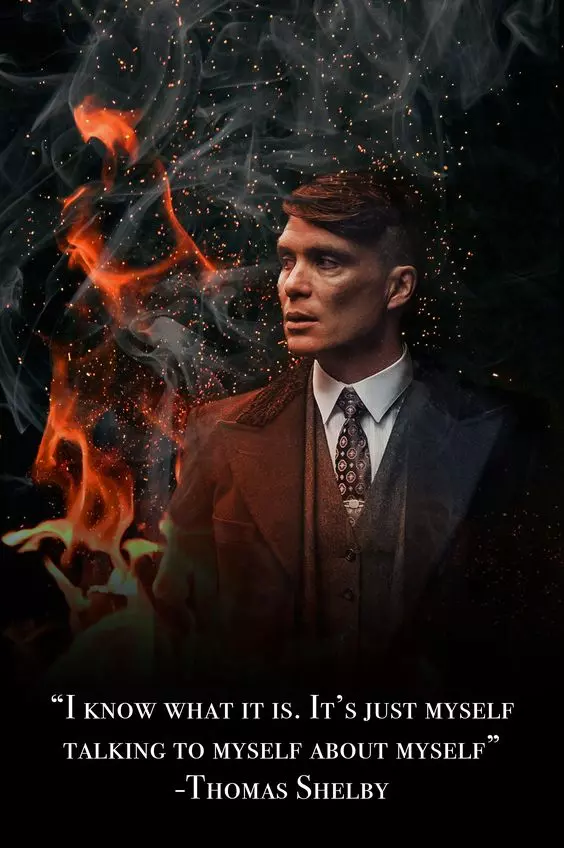 “I know what it is. It’s just myself
talking to myself about myself”
-Thomas Shelby